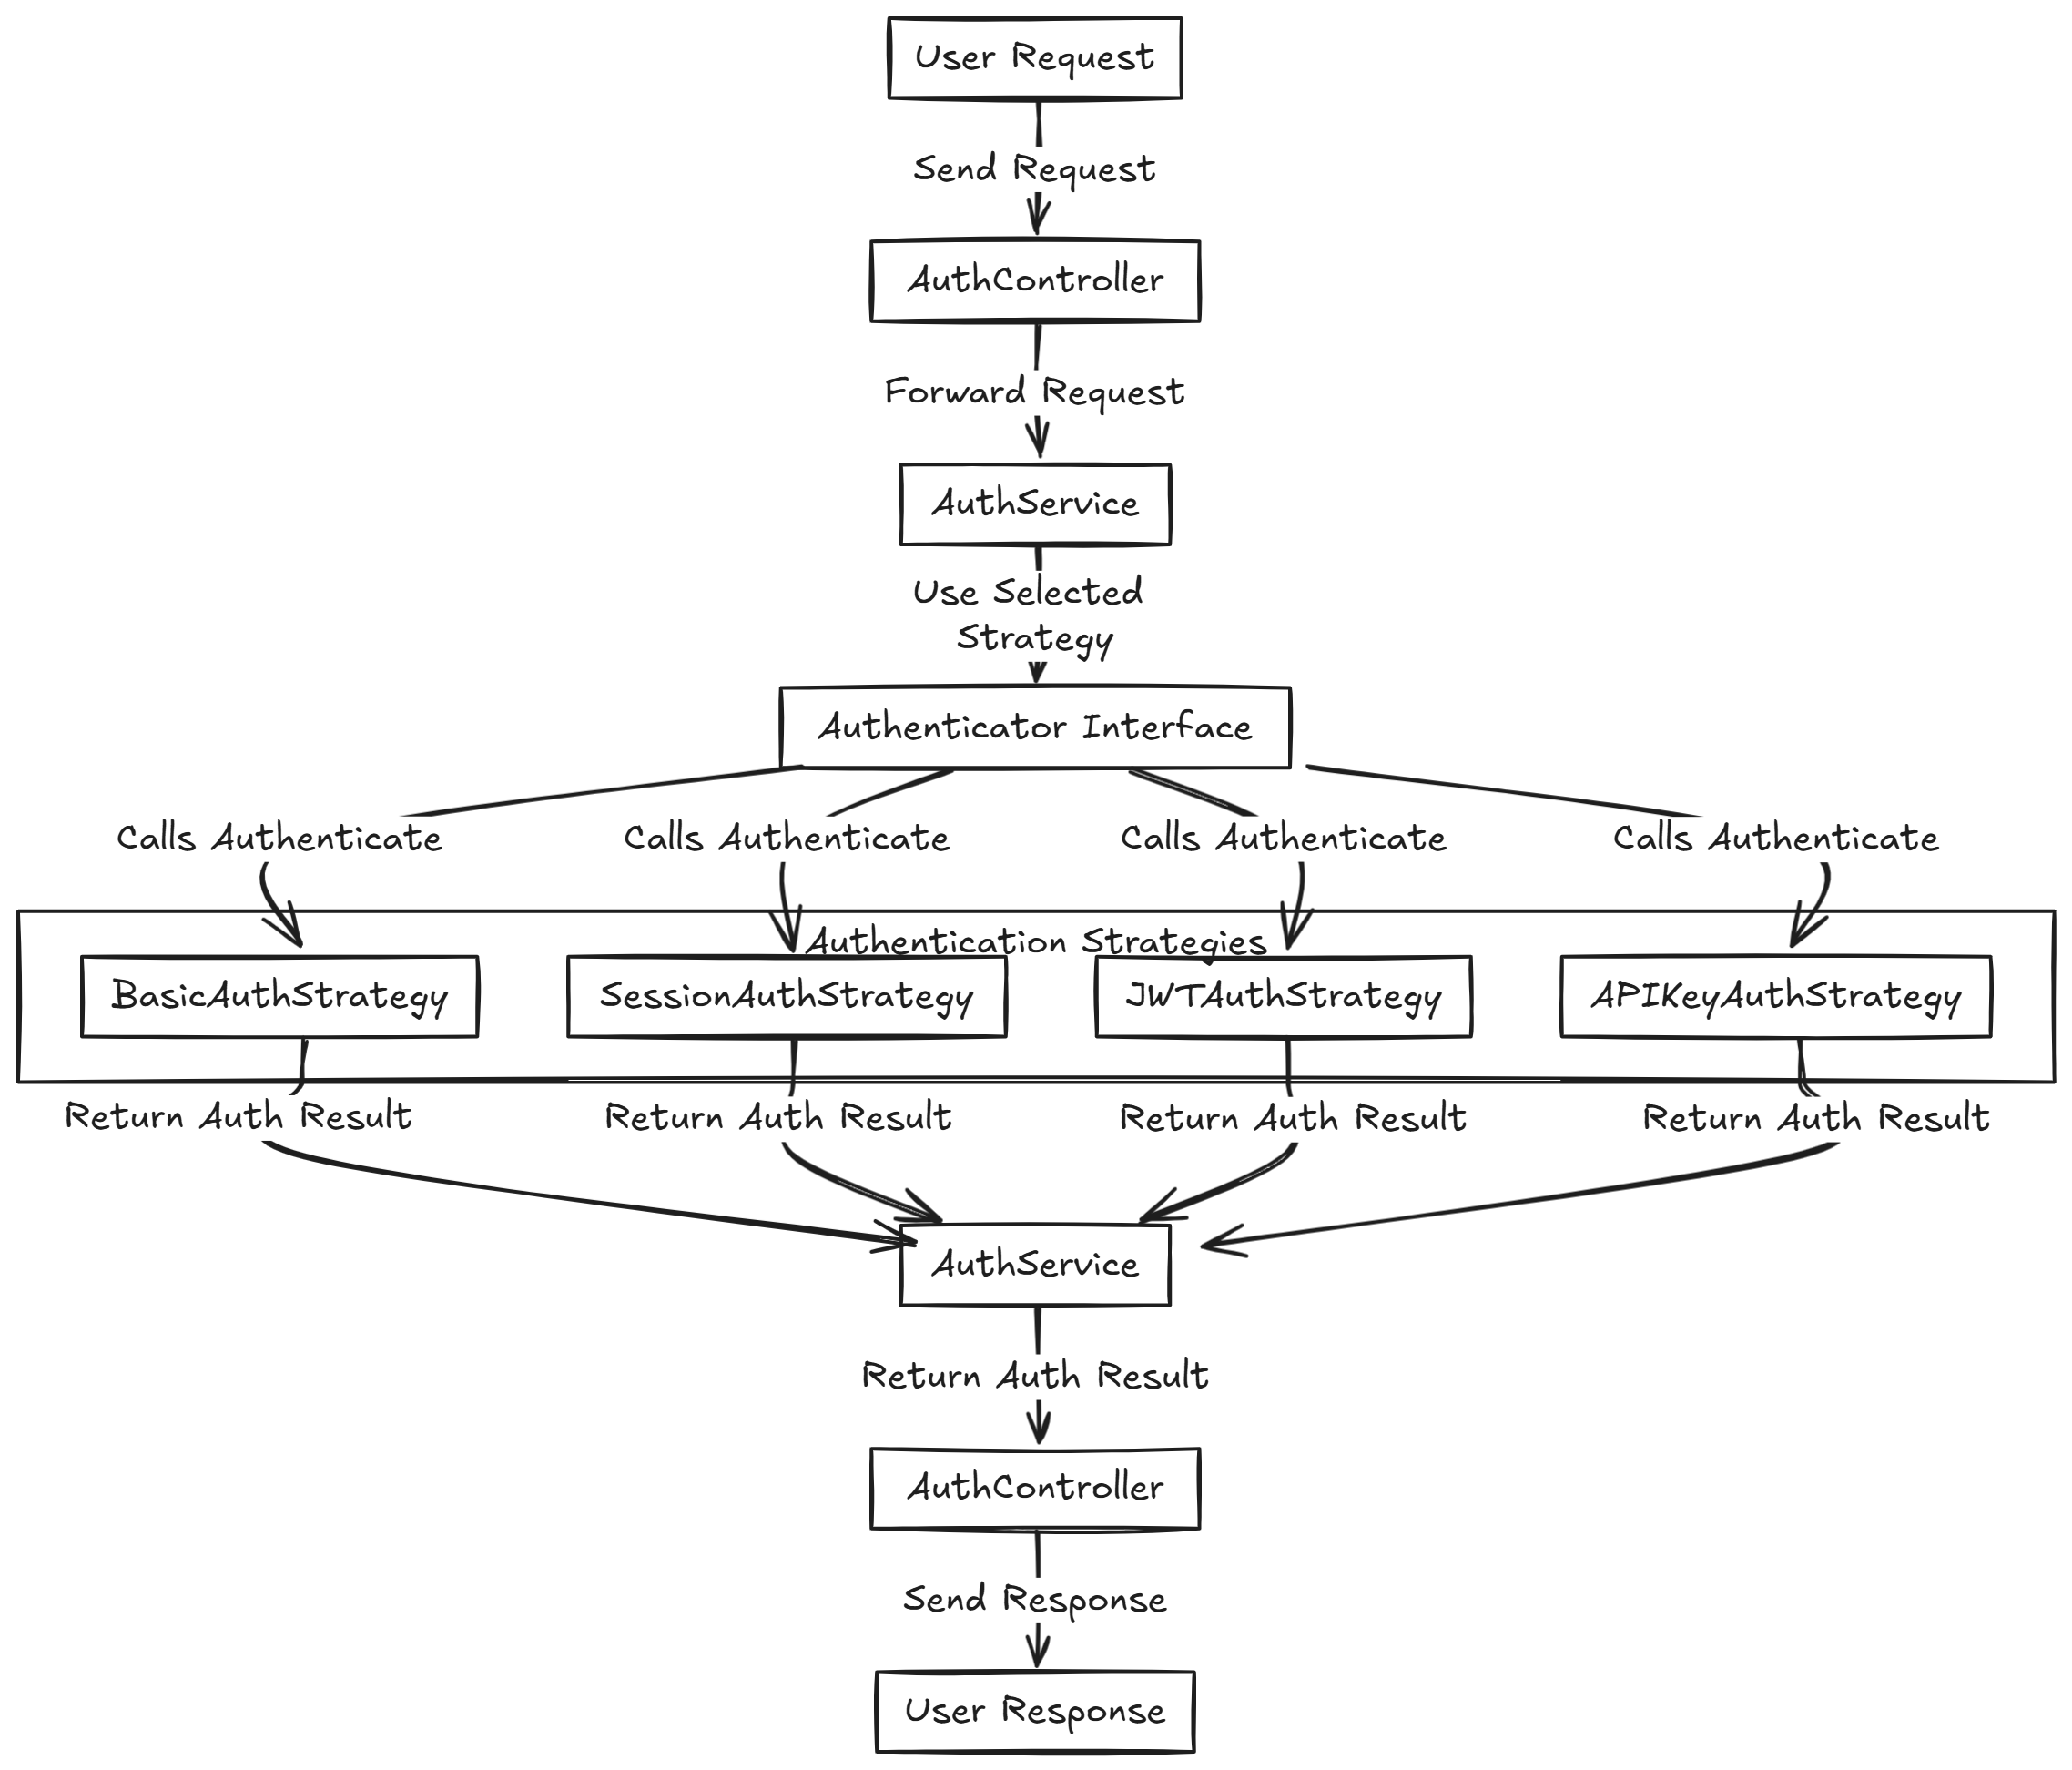 User Request
Send Request
AuthController
Forward Request
AuthService
Use Selected
Strategy
Authenticator Interface
Calls Authenticate
Calls Authenticate
Calls Authenticate
Calls Authenticate
Authentication Strategies
BasicAuthStrategy
SessionAuthStrategy
JWTAuthStrategy
APIKeyAuthStrategy
Return Auth Result
Return Auth Result
Return Auth Result
Return Auth Result
AuthService
Return Auth Result
AuthController
Send Response
User Response